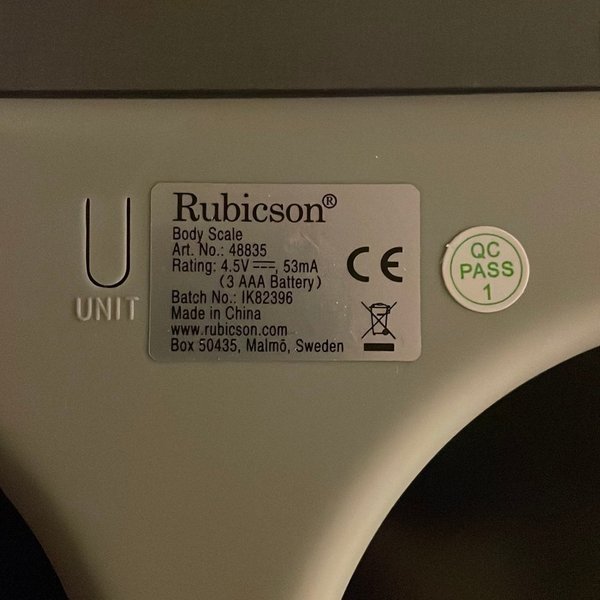 U
UNIT
Rubicson®
Body Scale
Art. No.: 48835
Rating: 4.5V⎓, 53mA
(3 AAA Battery)
Batch No.: IK82396
Made in China
www.rubicson.com
Box 50435, Malmö, Sweden
CE
QC
PASS
1